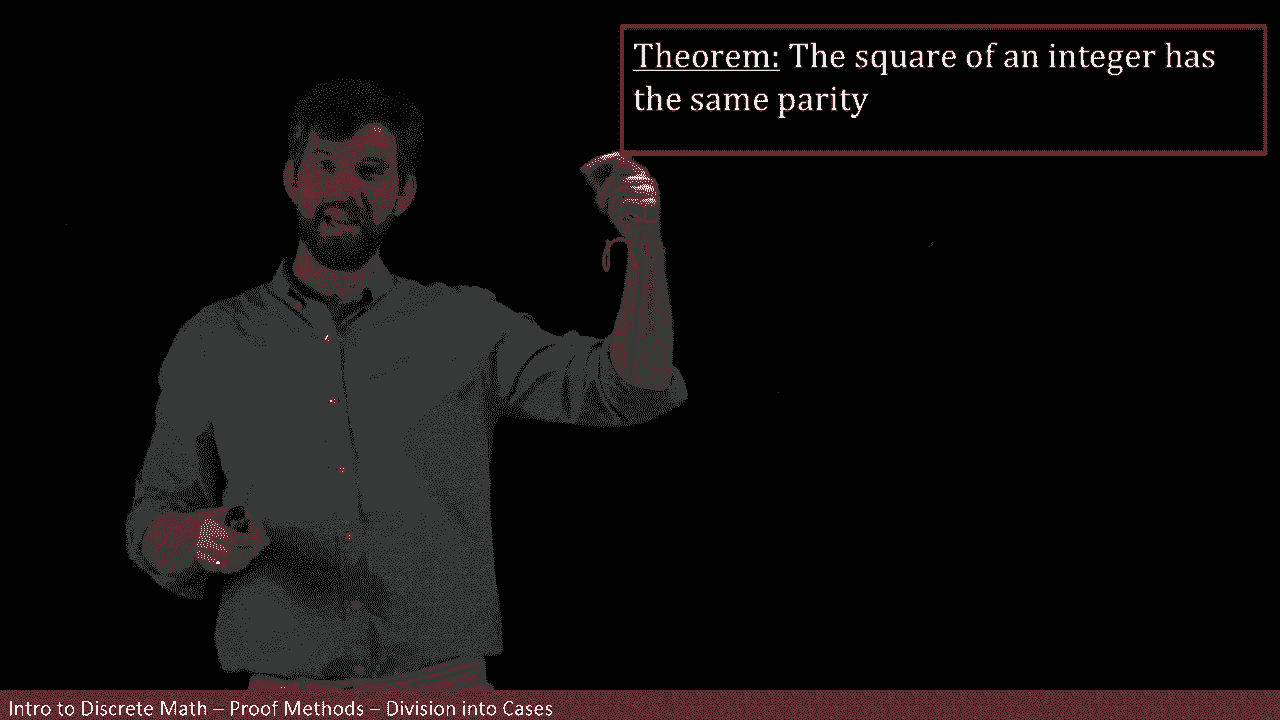 Theorem: The square of an integer has
the same parity
Intro to Discrete Math – Proof Methods – Division into Cases